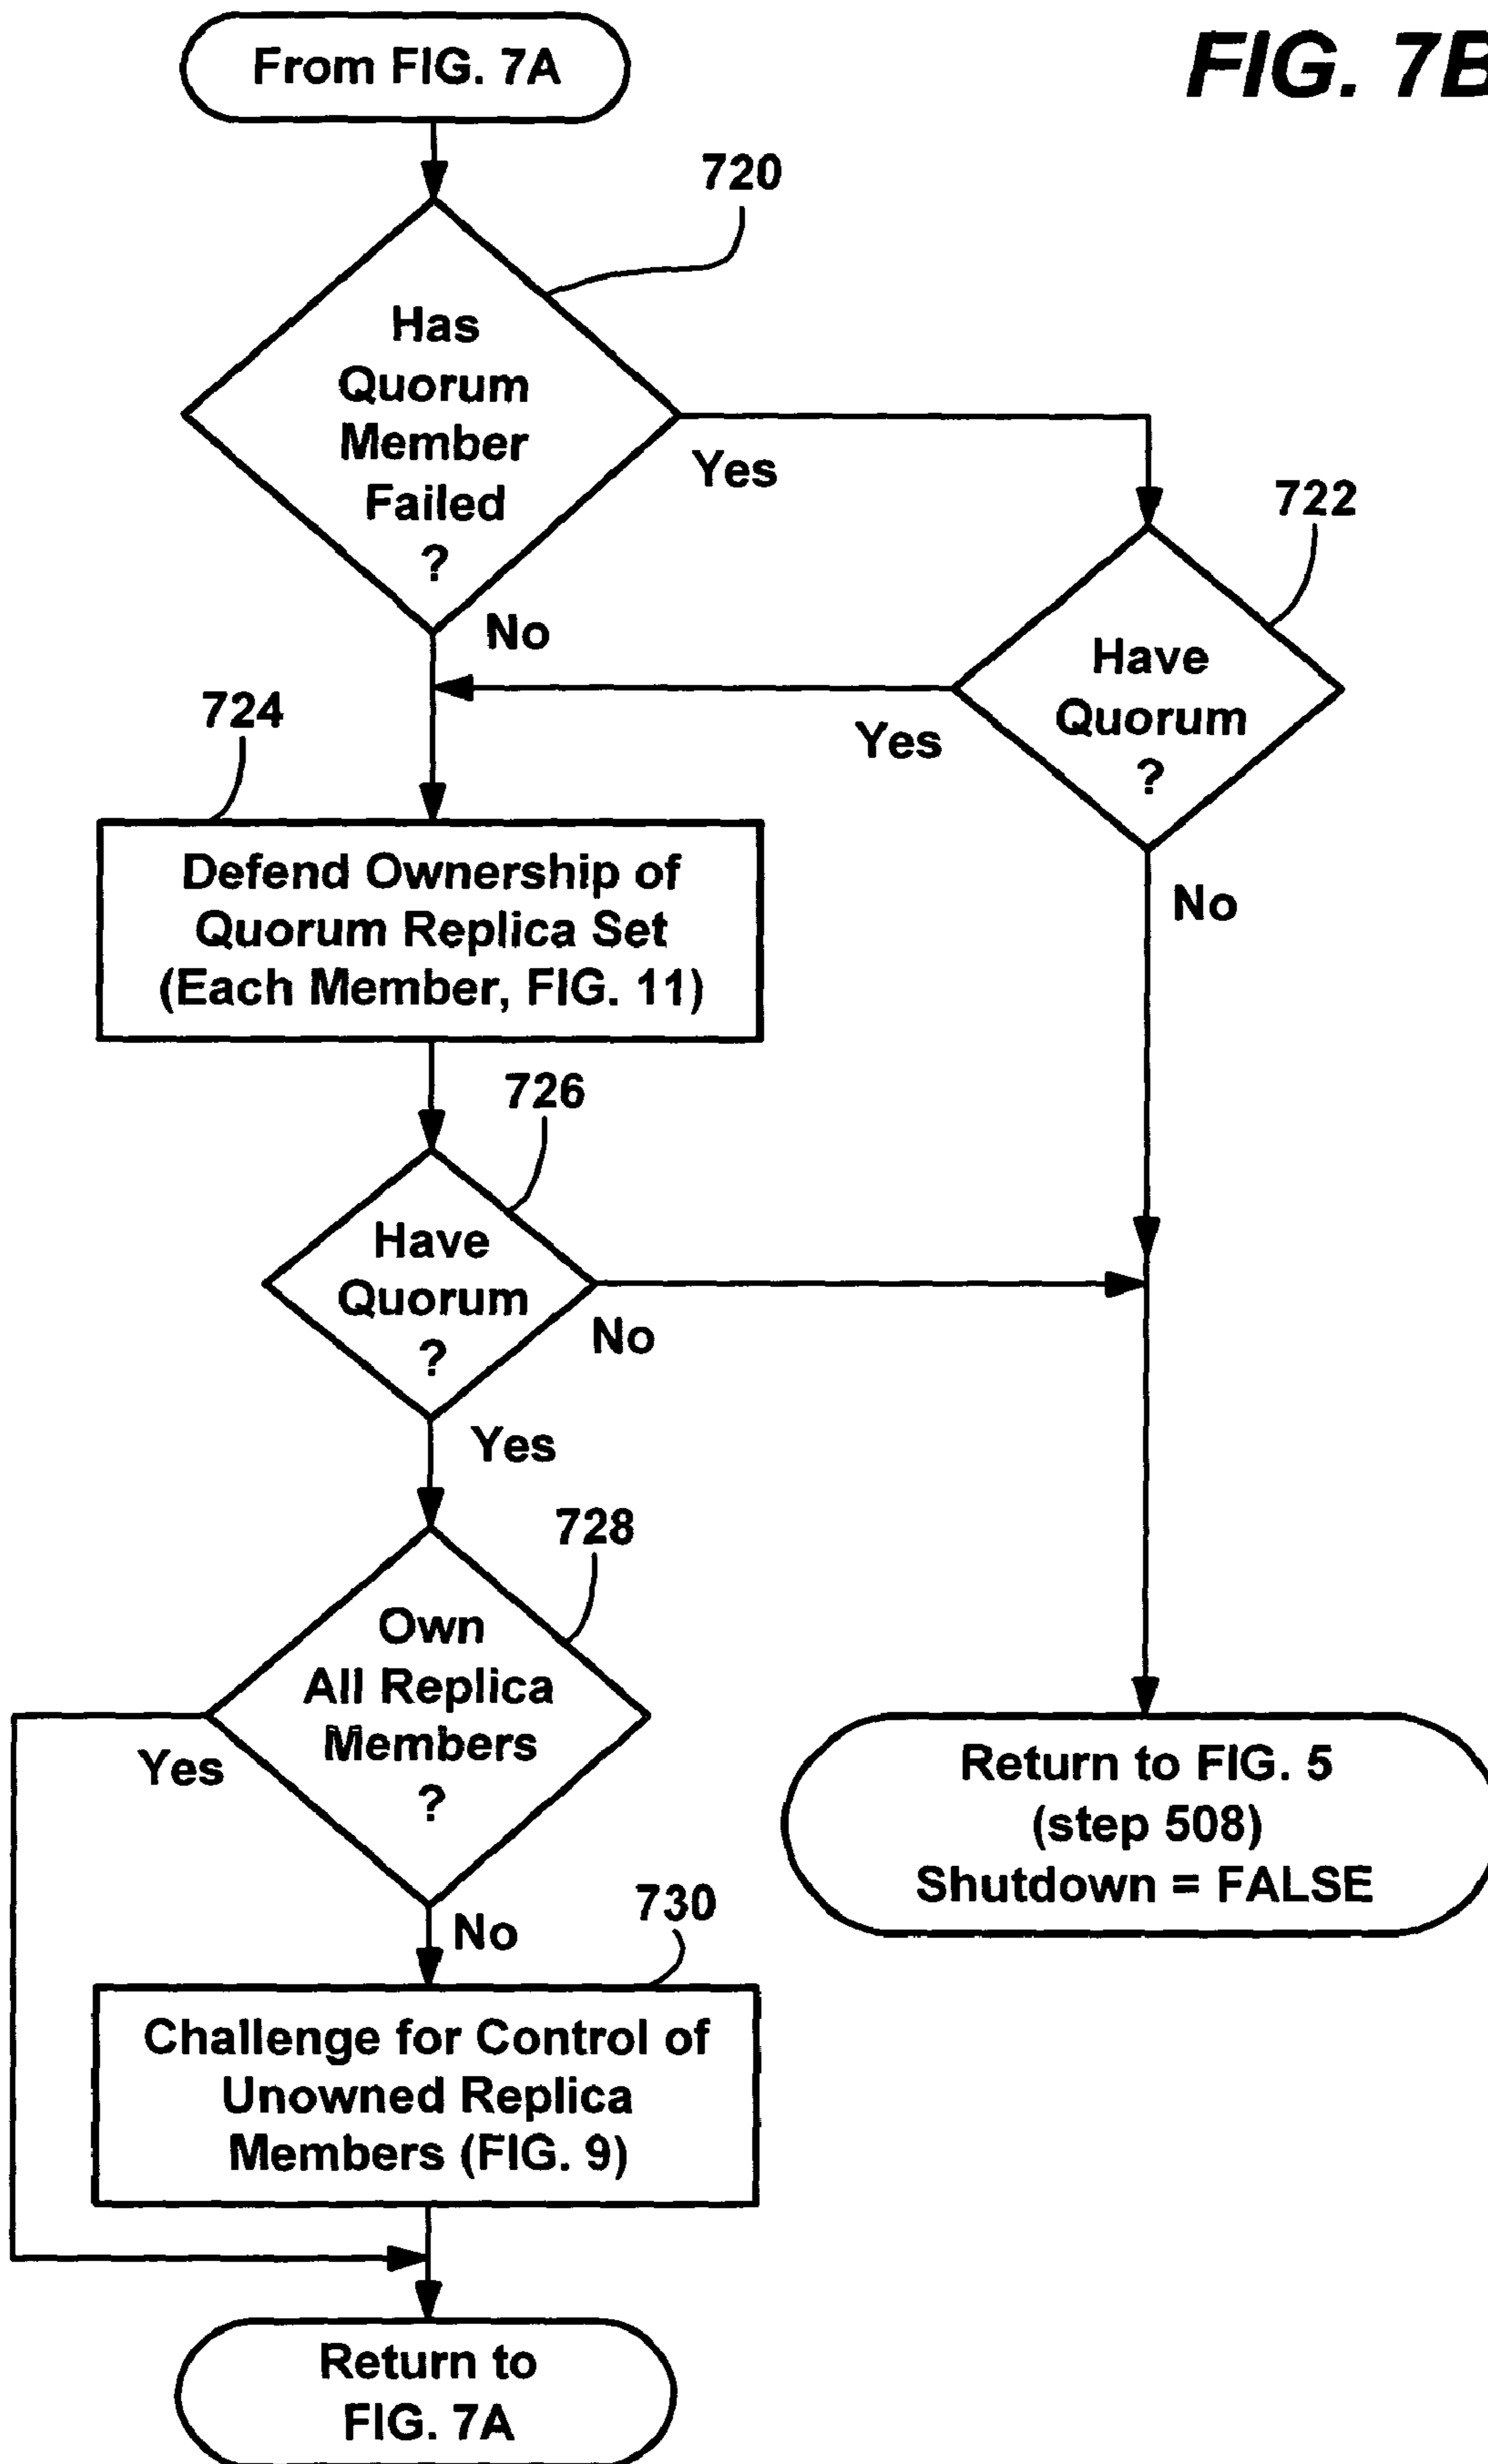 From FIG. 7A
FIG. 7B
720
Has
Quorum
Member
Failed
?
Yes
No
722
Have
Quorum
?
Yes
No
724
Defend Ownership of
Quorum Replica Set
(Each Member, FIG. 11)
726
Have
Quorum
?
No
Yes
728
Own
All Replica
Members
?
Yes
No
Return to FIG. 5
(step 508)
Shutdown = FALSE
730
Challenge for Control of
Unowned Replica
Members (FIG. 9)
Return to
FIG. 7A